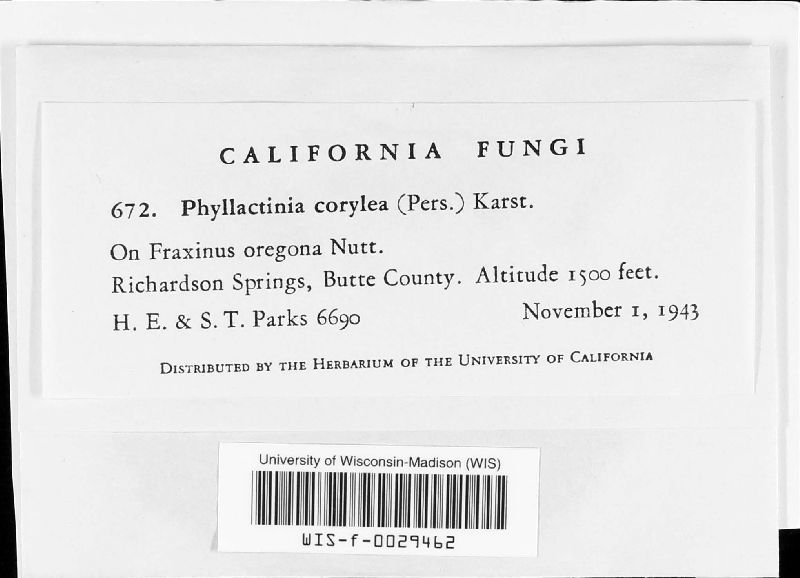 CALIFORNIA FUNGI
672. Phyllactinia corylea (Pers.) Karst.
On Fraxinus oregona Nutt.
Richardson Springs, Butte County. Altitude 1500 feet.
H. E. & S. T. Parks 6690 November 1, 1943
Distributed by the Herbarium of the University of California
University of Wisconsin-Madison (WIS)
WIS-f-0029462